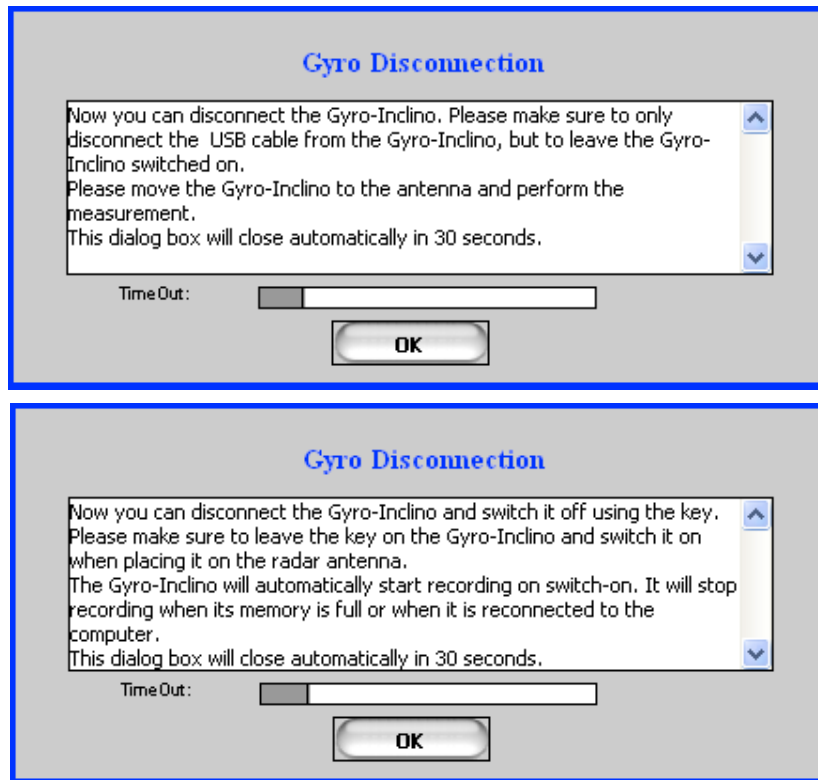 Gyro Disconnection
Now you can disconnect the Gyro-Inclino. Please make sure to only
disconnect the  USB cable from the Gyro-Inclino, but to leave the Gyro-
Inclino switched on.
Please move the Gyro-Inclino to the antenna and perform the
measurement.
This dialog box will close automatically in 30 seconds.
TimeOut:
OK
Gyro Disconnection
Now you can disconnect the Gyro-Inclino and switch it off using the key.
Please make sure to leave the key on the Gyro-Inclino and switch it on
when placing it on the radar antenna.
The Gyro-Inclino will automatically start recording on switch-on. It will stop
recording when its memory is full or when it is reconnected to the
computer.
This dialog box will close automatically in 30 seconds.
TimeOut:
OK